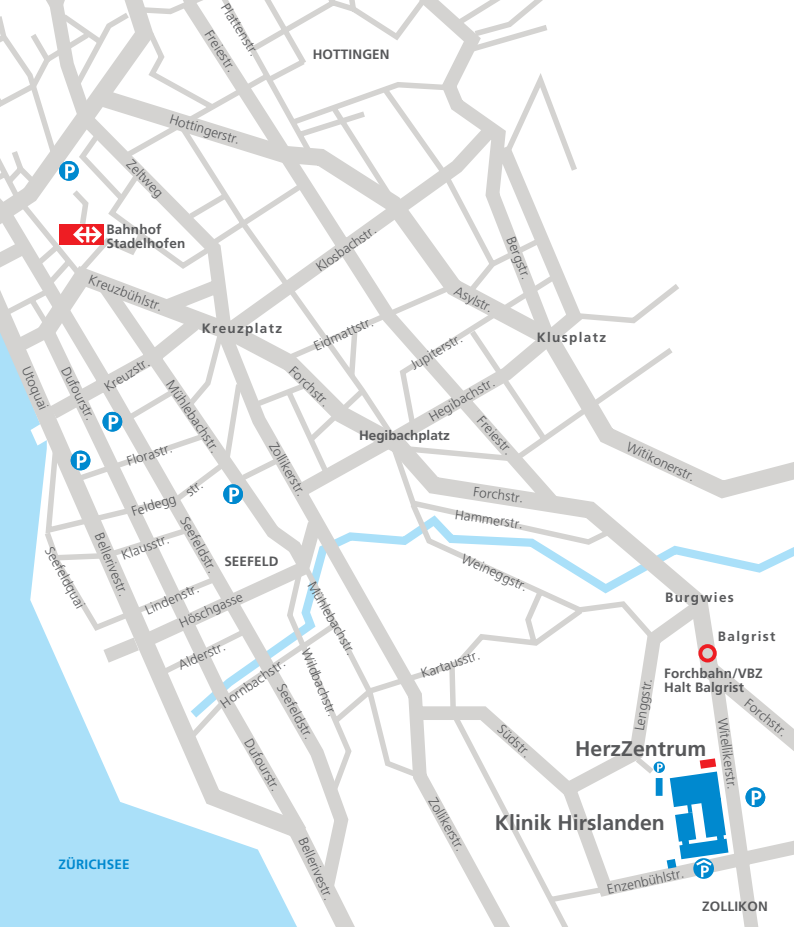 Plattenstr.
Freiestr.
HOTTINGEN
Hottingerstr.
P
Zeltweg
Bahnhof
Stadelhofen
Klosbachstr.
Bergstr.
Kreuzbühlstr.
Asylstr.
Kreuzplatz
Eidmattstr.
Klusplatz
Jupiterstr.
Utoquai
Dufourstr.
Kreuzstr.
Mühlebachstr.
Forchstr.
Hegibachstr.
P
Freiestr.
Hegibachplatz
P
Florastr.
Zollikerstr.
Witikonerstr.
P
Feldegg
str.
Forchstr.
Hammerstr.
Seefeldstr.
Bellerivestr.
Klausstr.
SEEFELD
Seefeldquai
Weineggstr.
Lindenstr.
Höschgasse
Mühlebachstr.
Burgwies
Balgrist
Alderstr.
Wildbachstr.
Kartausstr.
Forchbahn/VBZ
Halt Balgrist
Hornbachstr.
Seefeldstr.
Lenggstr.
Forchstr.
Südstr.
Witellikerstr.
HerzZentrum
Dufourstr.
P
P
Zollikerstr.
Klinik Hirslanden
Bellerivestr.
ZÜRICHSEE
P
Enzenbühlstr.
ZOLLIKON